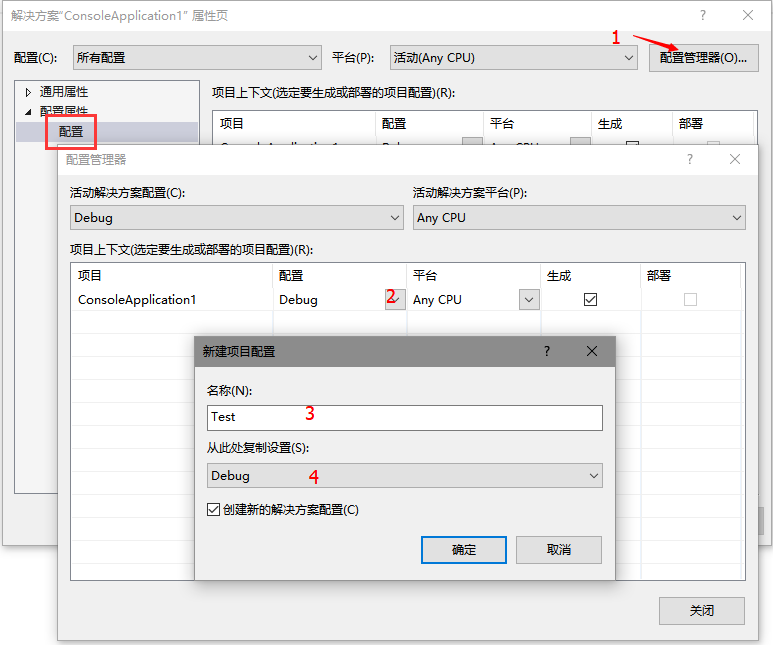 解决方案“ConsoleApplication1” 属性页
?
1
配置(C):
所有配置
平台(P):
活动(Any CPU)
配置管理器(O)...
通用属性
配置属性
配置
项目上下文(选定要生成或部署的项目配置)(R):
项目
配置
平台
生成
部署
配置管理器
?
活动解决方案配置(C):
活动解决方案平台(P):
Debug
Any CPU
项目上下文(选定要生成或部署的项目配置)(R):
项目
配置
平台
生成
部署
ConsoleApplication1
Debug
2
Any CPU
新建项目配置
?
名称(N):
Test
3
从此处复制设置(S):
Debug
4
创建新的解决方案配置(C)
确定
取消
关闭